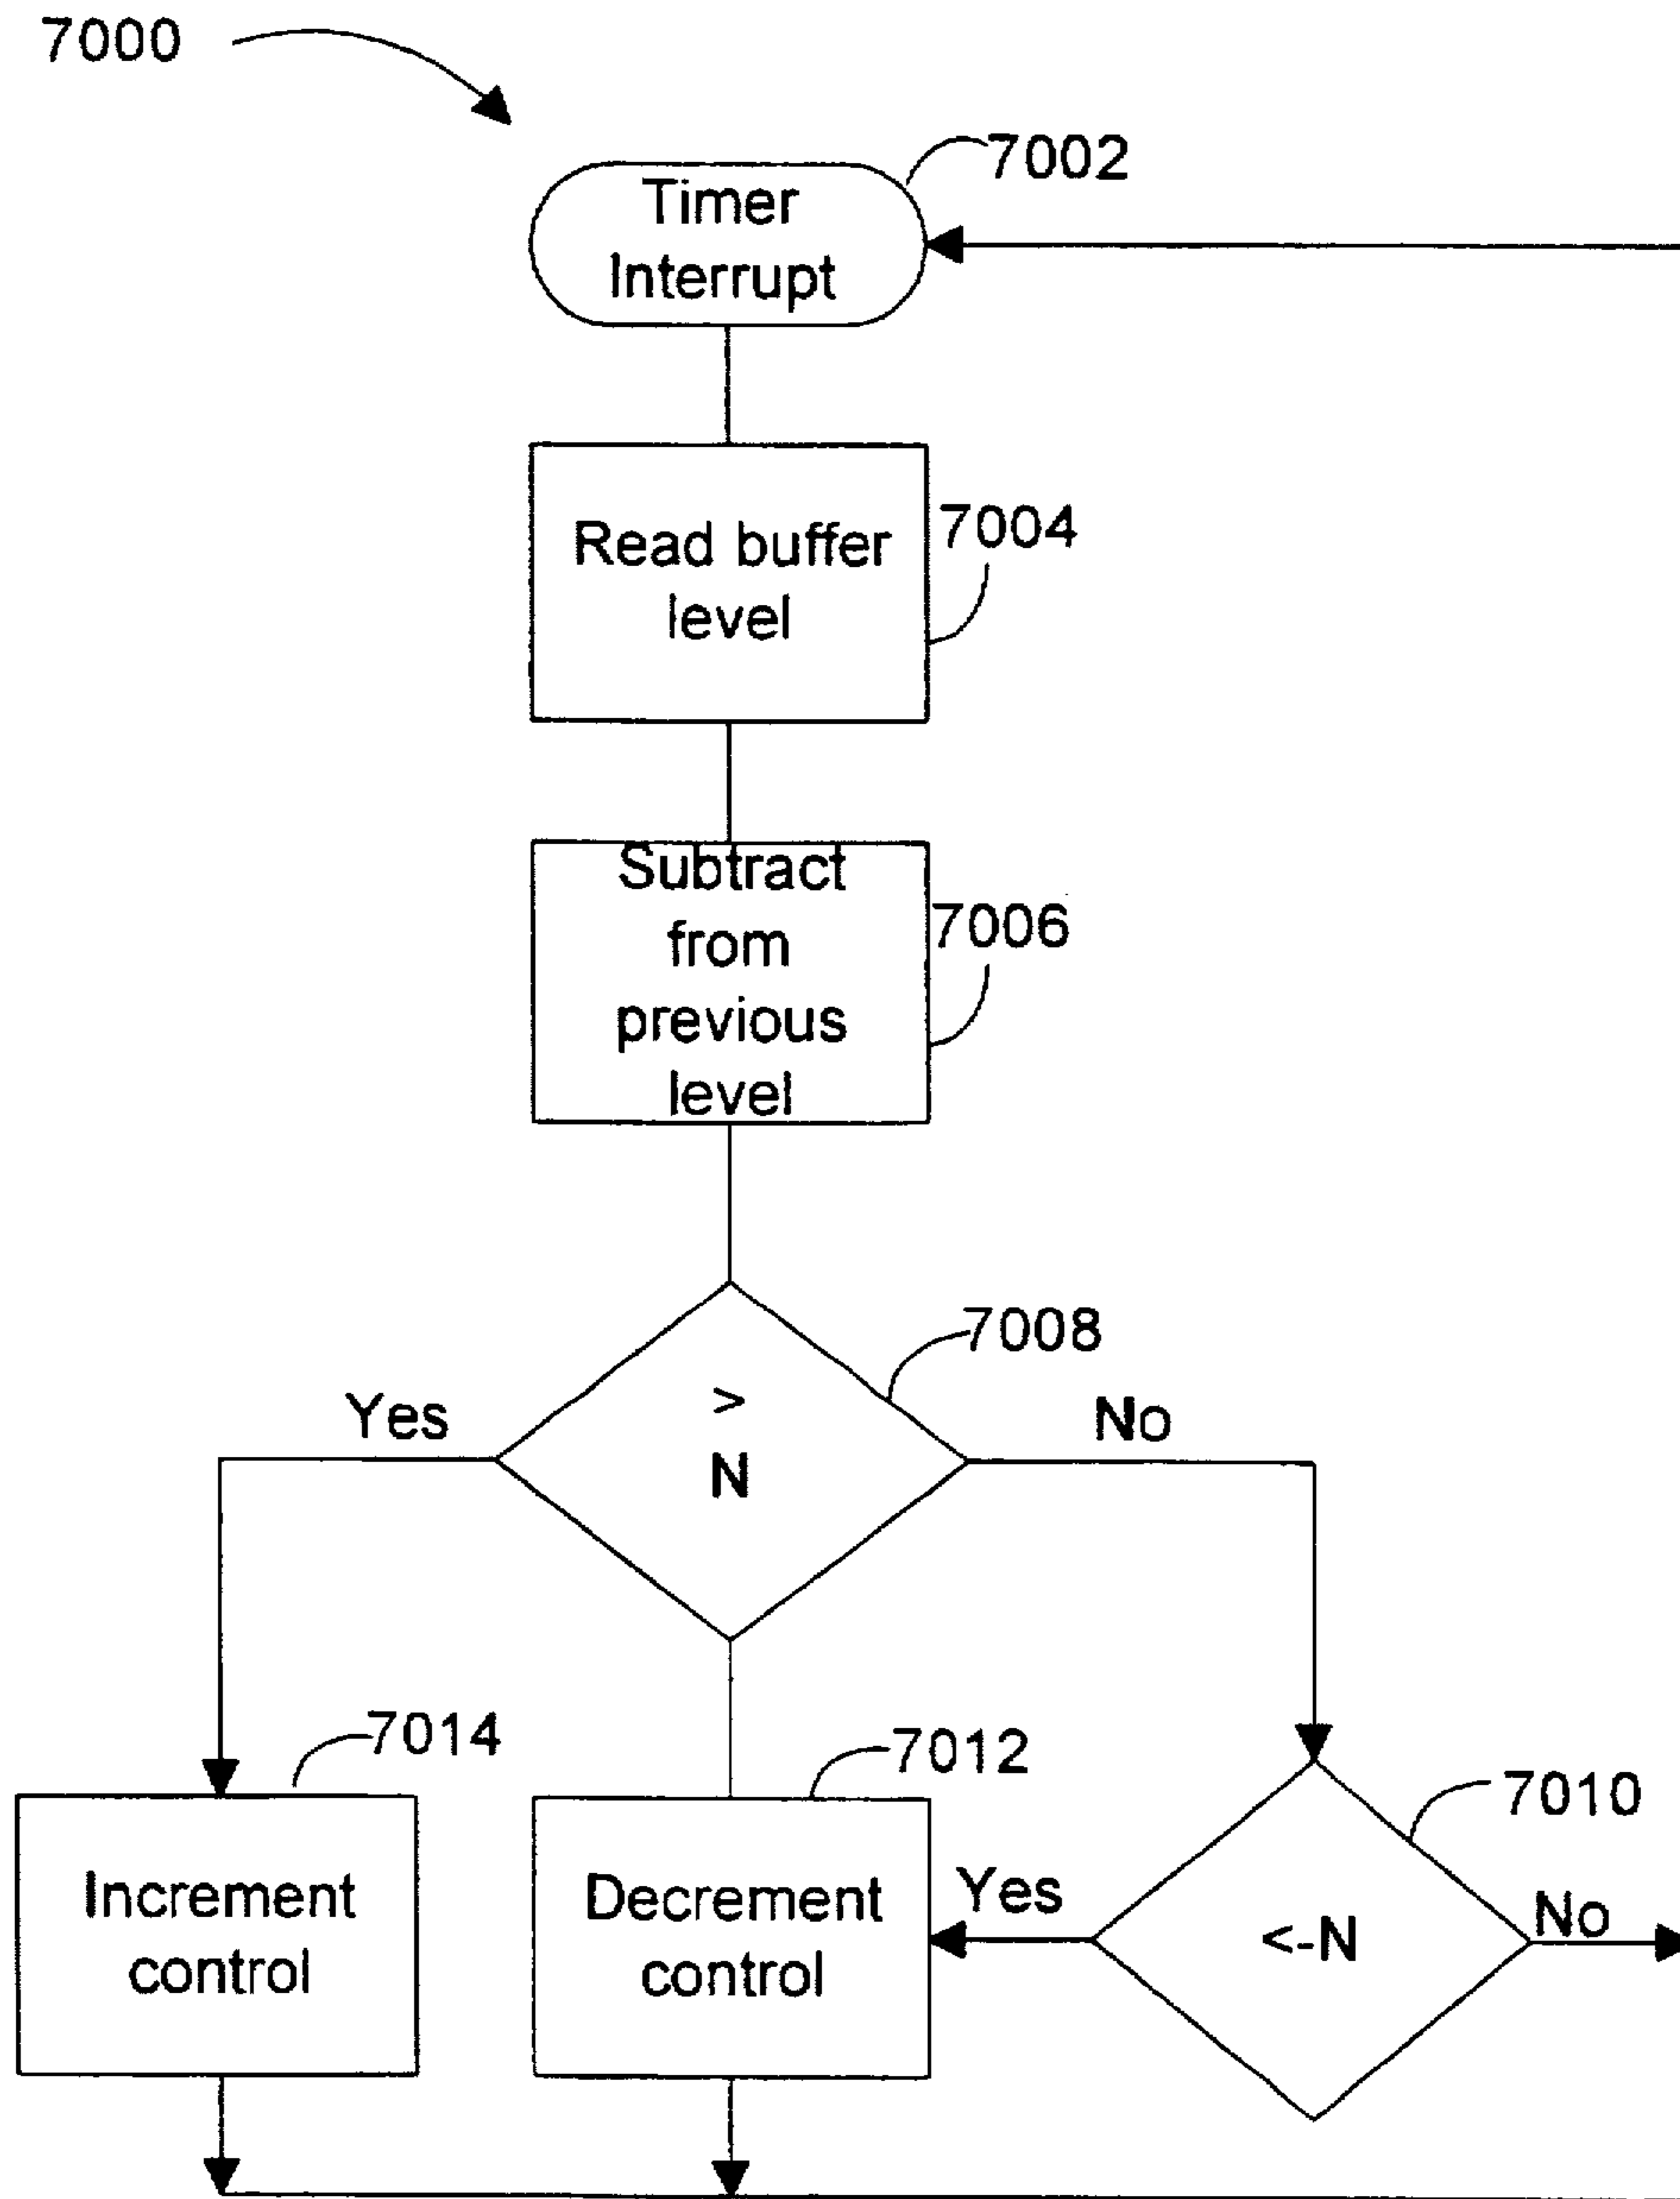 7000
7002
Timer
Interrupt
7004
Read buffer
level
Subtract
from
7006
previous
level
7008
Yes
>
No
N
7014
7012
7010
Increment
control
Decrement
control
Yes
<-N
No